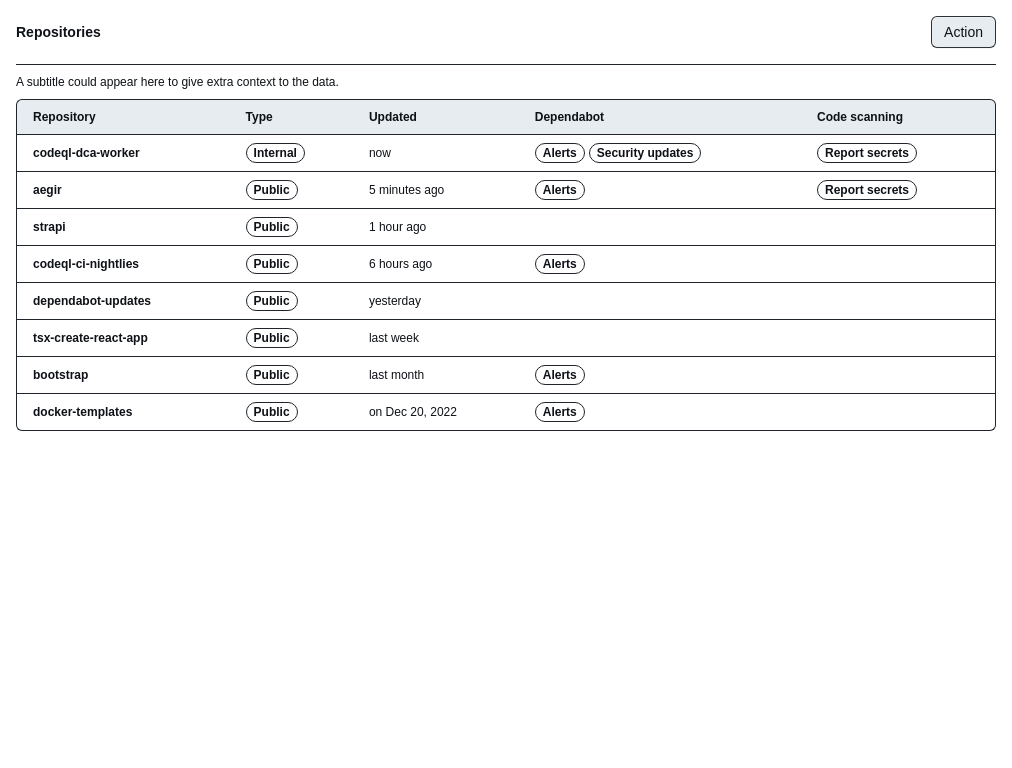 Repositories
Action
A subtitle could appear here to give extra context to the data.
Repository Type Updated Dependabot Code scanning
codeql-dca-worker Internal now Alerts Security updates Report secrets
aegir Public 5 minutes ago Alerts Report secrets
strapi Public 1 hour ago
codeql-ci-nightlies Public 6 hours ago Alerts
dependabot-updates Public yesterday
tsx-create-react-app Public last week
bootstrap Public last month Alerts
docker-templates Public on Dec 20, 2022 Alerts